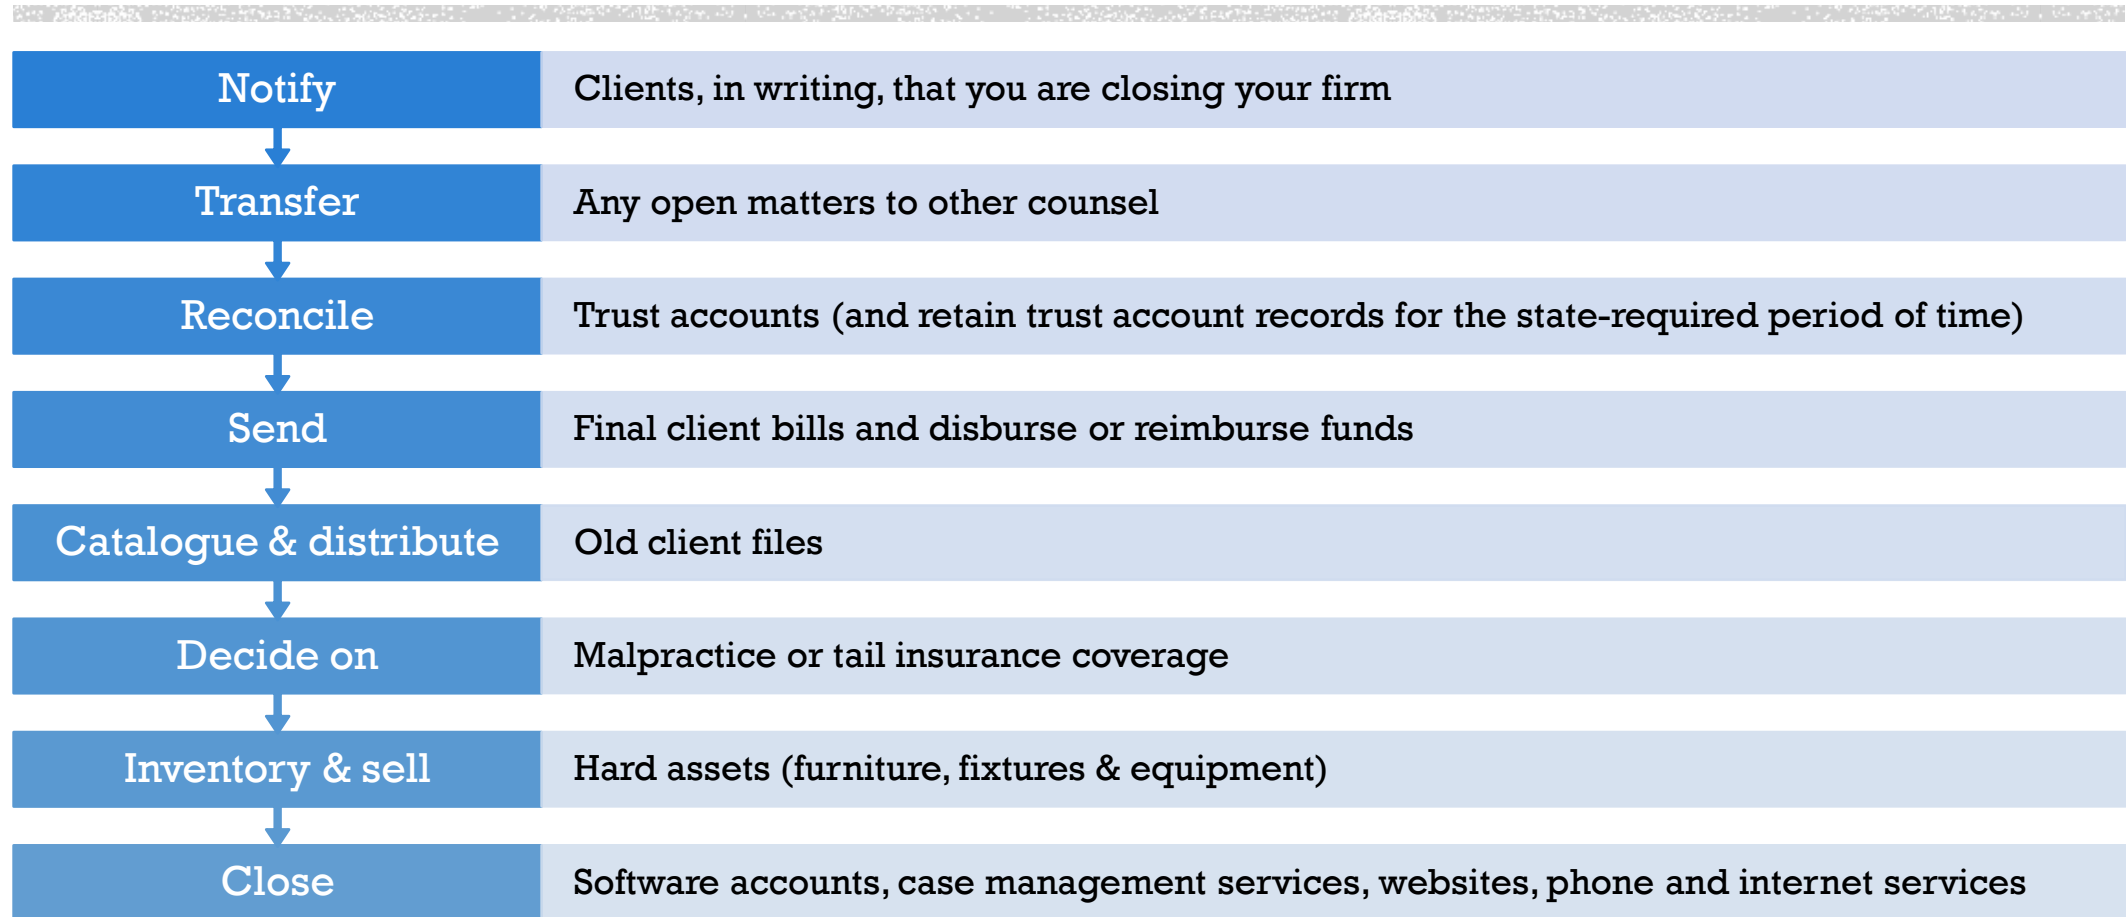 Notify
Clients, in writing, that you are closing your firm
Transfer
Any open matters to other counsel
Reconcile
Trust accounts (and retain trust account records for the state-required period of time)
Send
Final client bills and disburse or reimburse funds
Catalogue & distribute
Old client files
Decide on
Malpractice or tail insurance coverage
Inventory & sell
Hard assets (furniture, fixtures & equipment)
Close
Software accounts, case management services, websites, phone and internet services